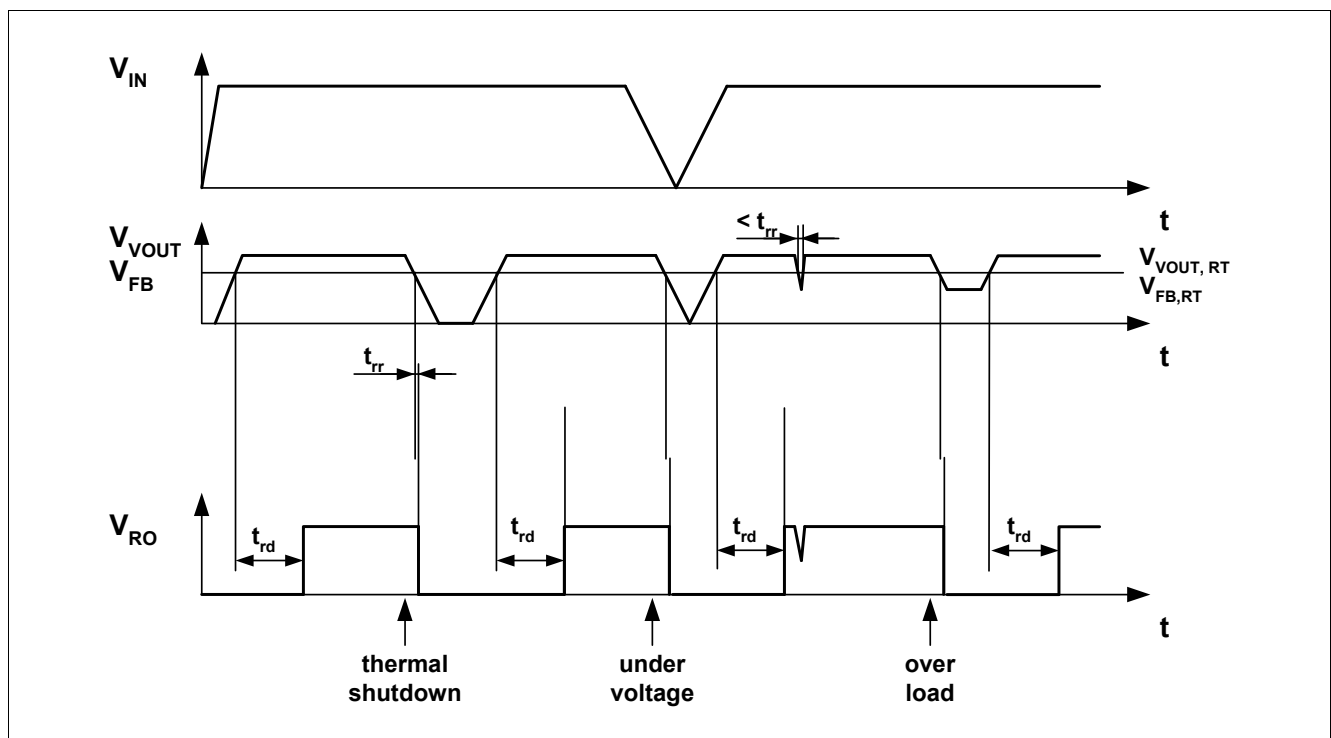 V_IN
t
V_VOUT
V_FB
< t_rr
V_VOUT, RT
V_FB,RT
t
t_rr
V_RO
t_rd
t_rd
t_rd
t_rd
t
thermal
shutdown
under
voltage
over
load